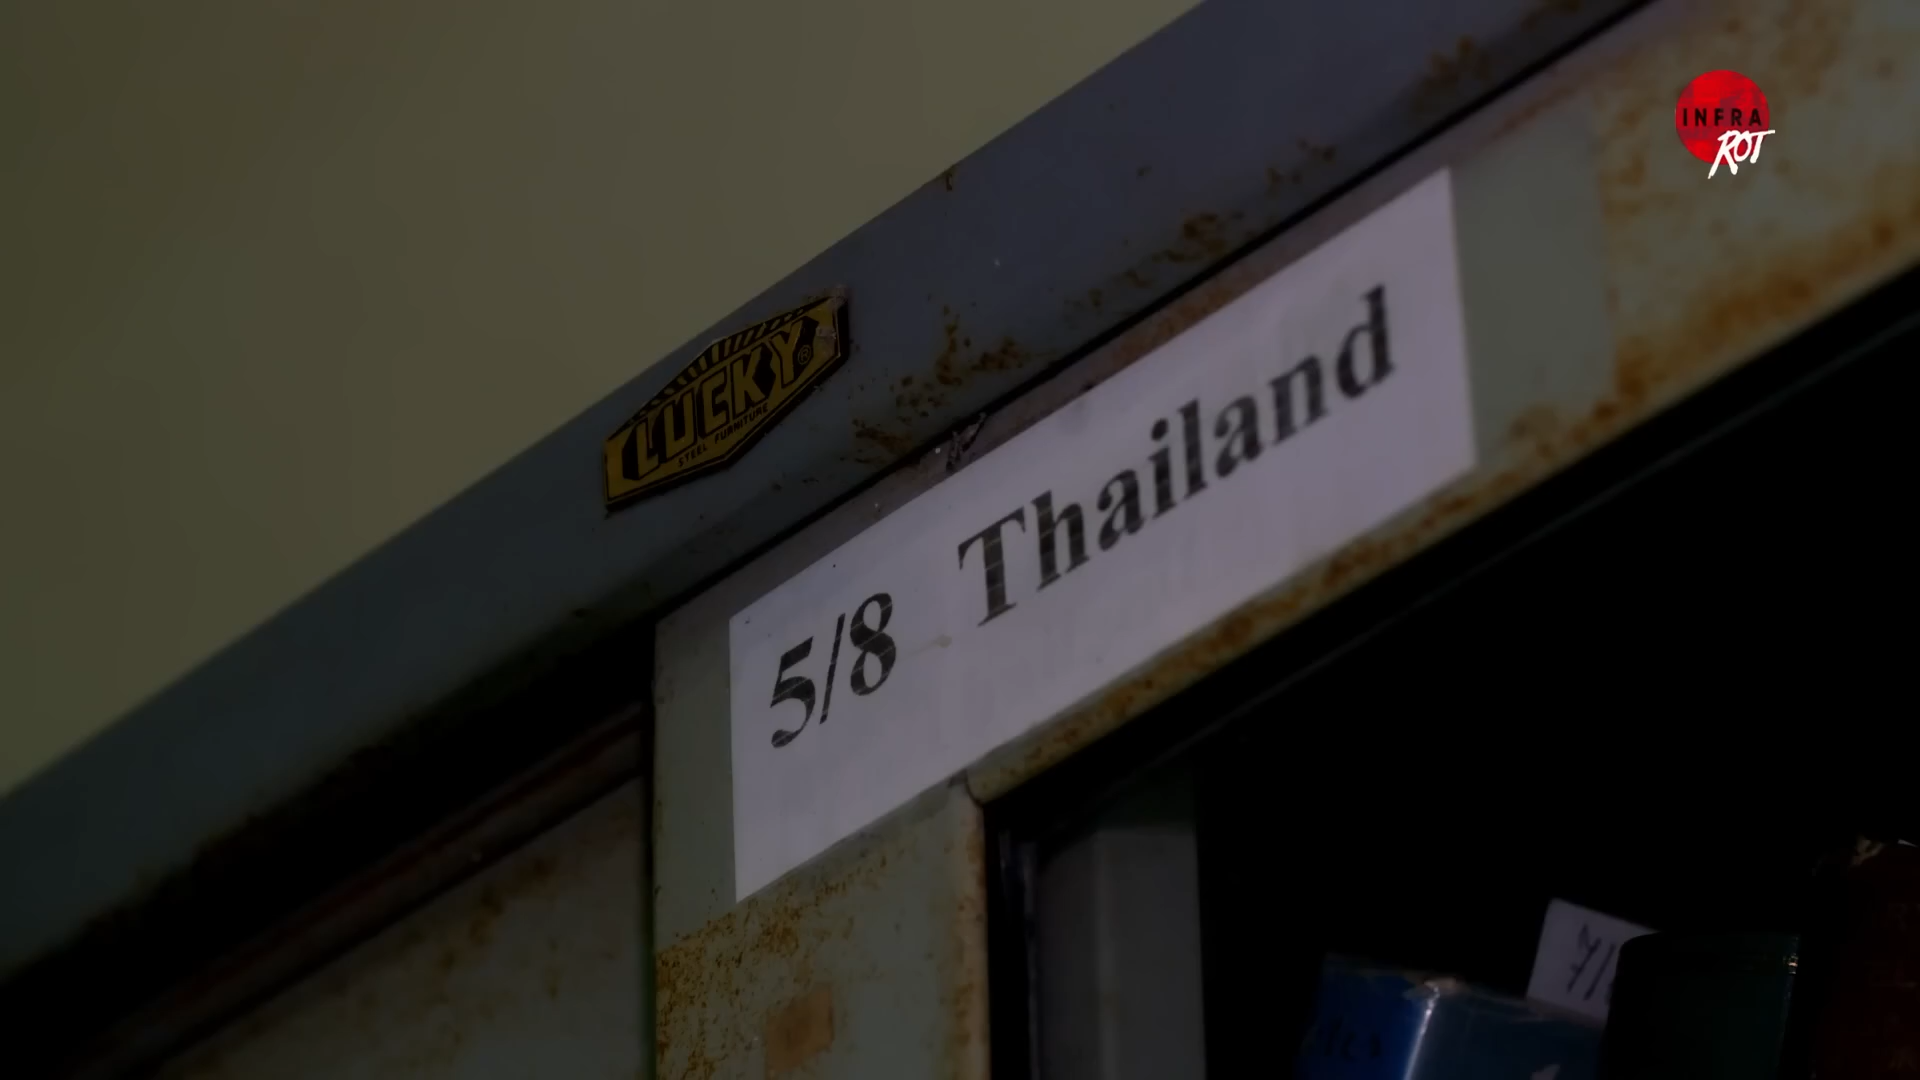 INFRA
ROT
LUCKY®
STEEL FURNITURE
5/8 Thailand